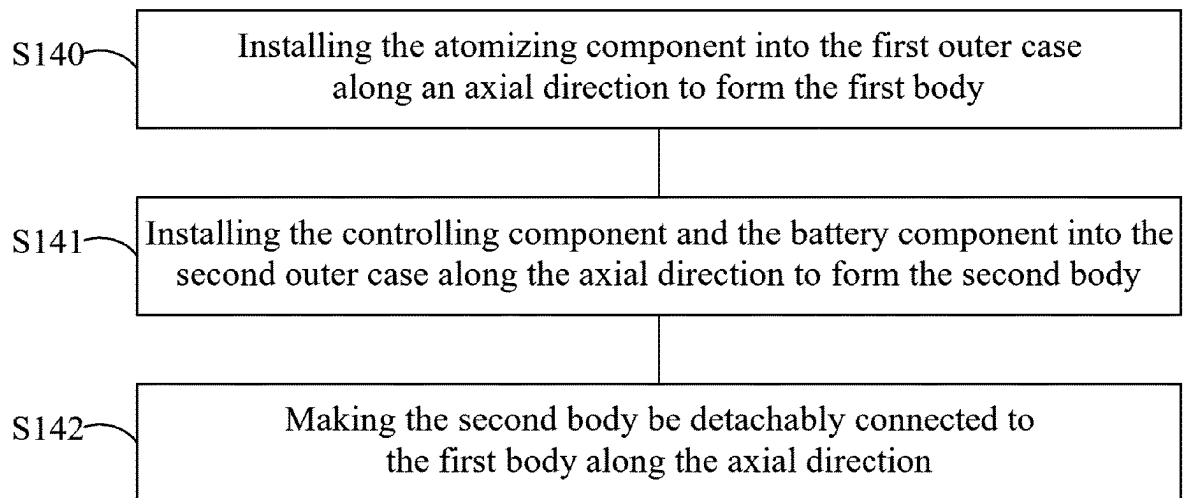 S140
Installing the atomizing component into the first outer case
along an axial direction to form the first body
S141
Installing the controlling component and the battery component into the
second outer case along the axial direction to form the second body
S142
Making the second body be detachably connected to
the first body along the axial direction